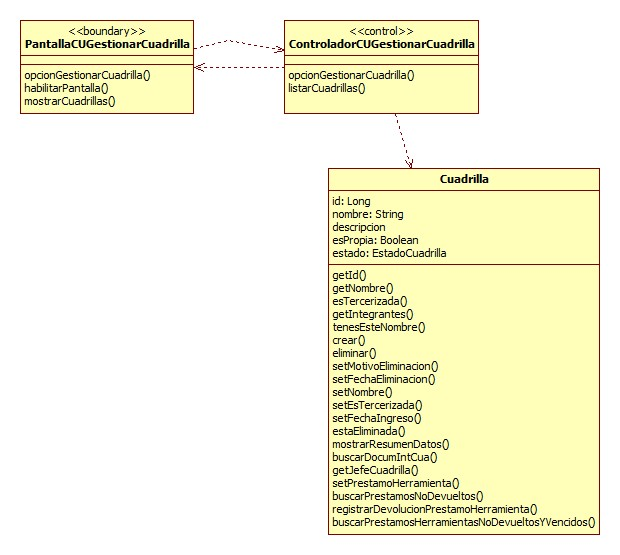 <<boundary>>
PantallaCUGestionarCuadrilla
opcionGestionarCuadrilla()
habilitarPantalla()
mostrarCuadrillas()
<<control>>
ControladorCUGestionarCuadrilla
opcionGestionarCuadrilla()
listarCuadrillas()
Cuadrilla
id: Long
nombre: String
descripcion
esPropia: Boolean
estado: EstadoCuadrilla
getId()
getNombre()
esTercerizada()
getIntegrantes()
tenesEsteNombre()
crear()
eliminar()
setMotivoEliminacion()
setFechaEliminacion()
setNombre()
setEsTercerizada()
setFechaIngreso()
estaEliminada()
mostrarResumenDatos()
buscarDocumIntCua()
getJefeCuadrilla()
setPrestamoHerramienta()
buscarPrestamosNoDevueltos()
registrarDevolucionPrestamoHerramienta()
buscarPrestamosHerramientasNoDevueltosYVencidos()